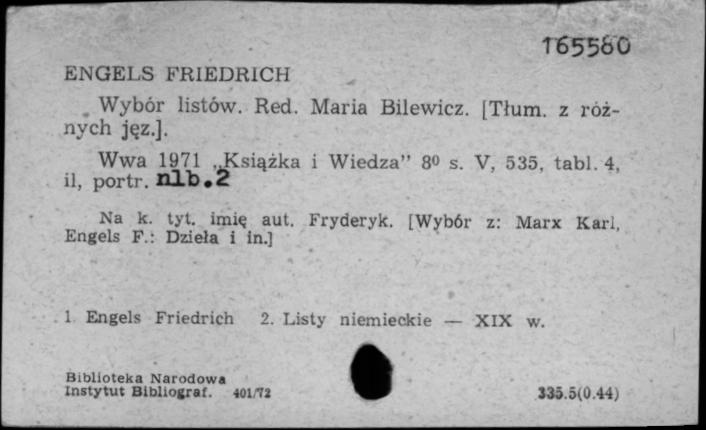 165580
ENGELS FRIEDRICH
Wybór listów. Red. Maria Bilewicz. [Tłum. z róż-
nych jęz.].
Wwa 1971 „Książka i Wiedza” 8⁰ s. V, 535, tabl. 4,
il, portr. nlb.2
Na k. tyt. imię aut. Fryderyk. [Wybór z: Marx Karl,
Engels F.: Dzieła i in.]
1 Engels Friedrich 2. Listy niemieckie — XIX w.
Biblioteka Narodowa
Instytut Bibliograf. 401/72 335.5(0.44)